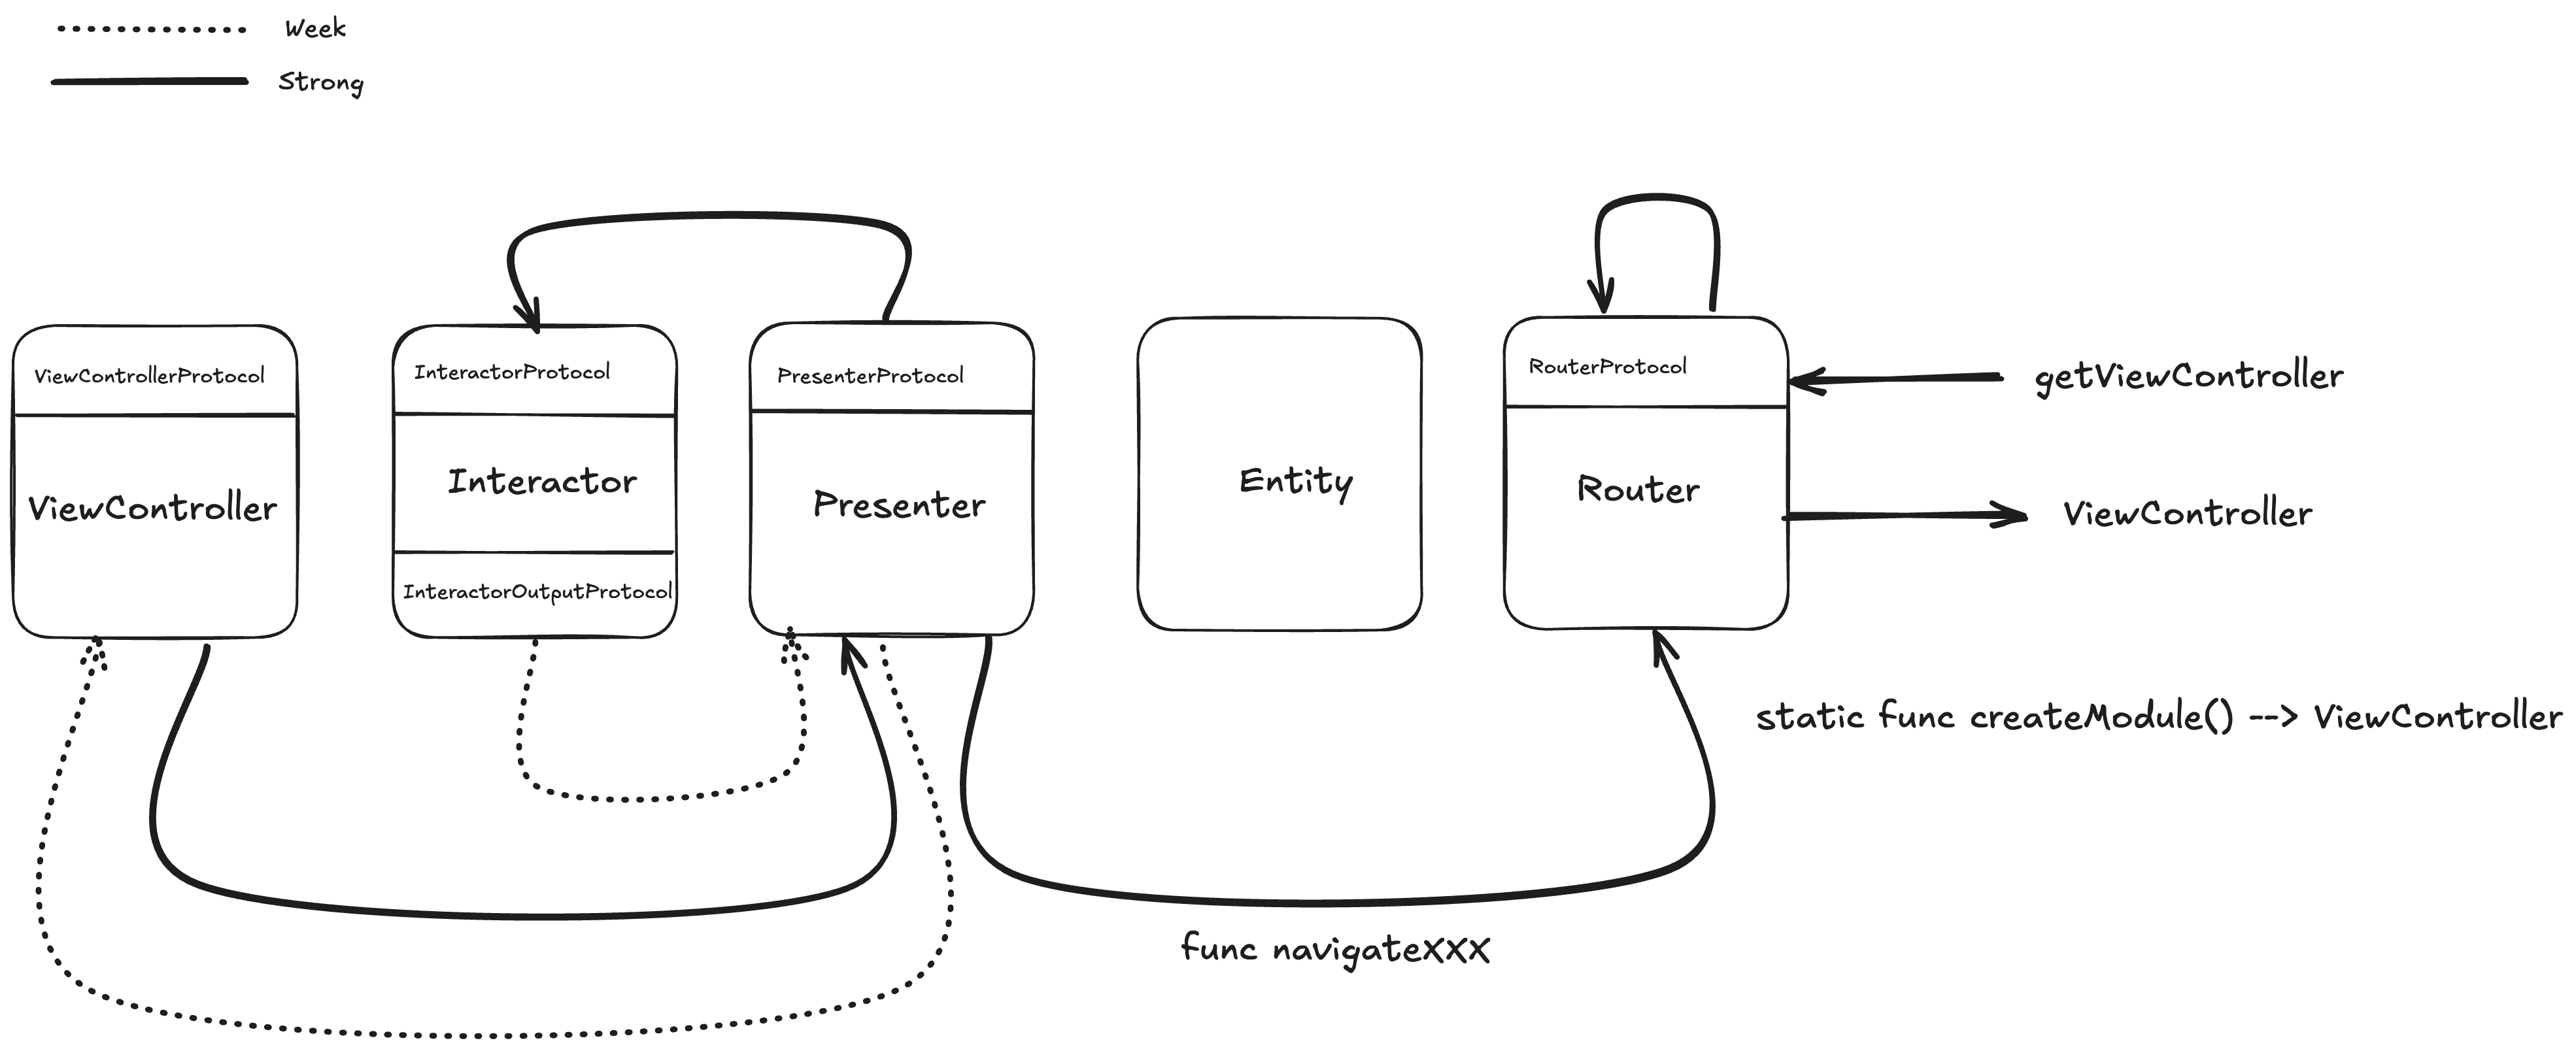 Week
Strong
ViewControllerProtocol
ViewController
InteractorProtocol
Interactor
InteractorOutputProtocol
PresenterProtocol
Presenter
Entity
RouterProtocol
Router
getViewController
ViewController
static func createModule() --> ViewController
func navigateXXX